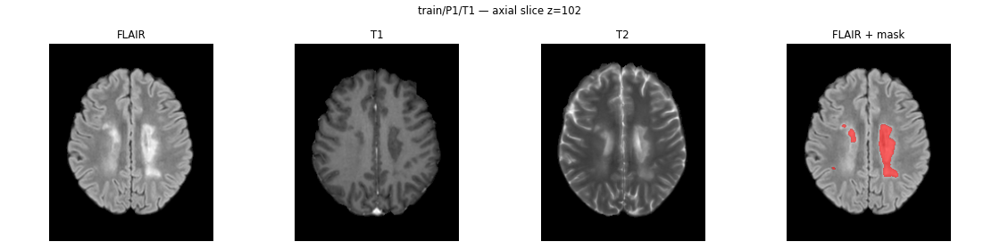 train/P1/T1 — axial slice z=102
FLAIR
T1
T2
FLAIR + mask